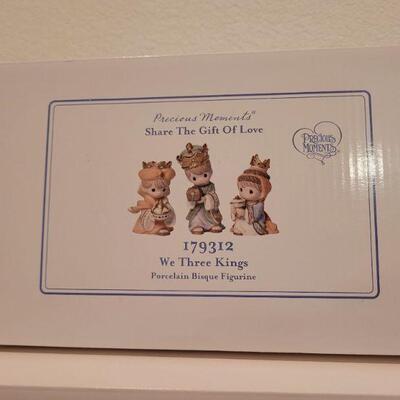 Precious Moments®
Share The Gift Of Love
PRECIOUS
MOMENTS
179312
We Three Kings
Porcelain Bisque Figurine